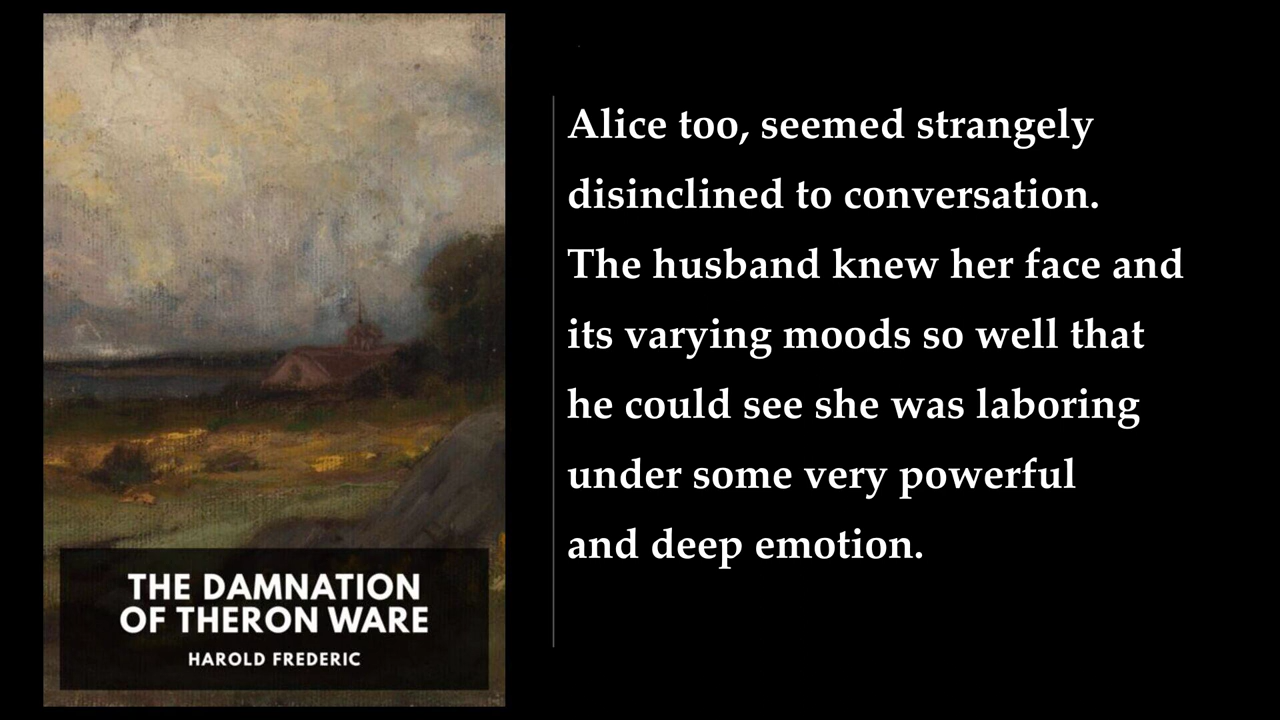 THE DAMNATION
OF THERON WARE
HAROLD FREDERIC
Alice too, seemed strangely
disinclined to conversation.
The husband knew her face and
its varying moods so well that
he could see she was laboring
under some very powerful
and deep emotion.